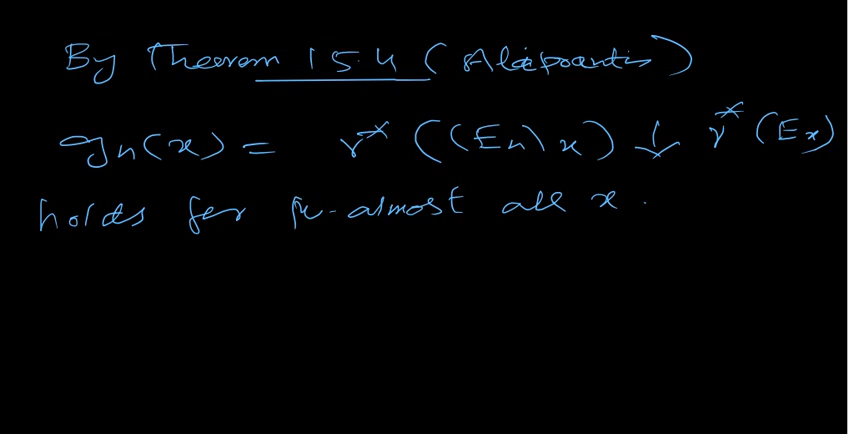 By Theorem 15.4 (Aliprantis)
gn(x) = ν* ((En)x) ↓ ν* (Ex)
holds for μ-almost all x.